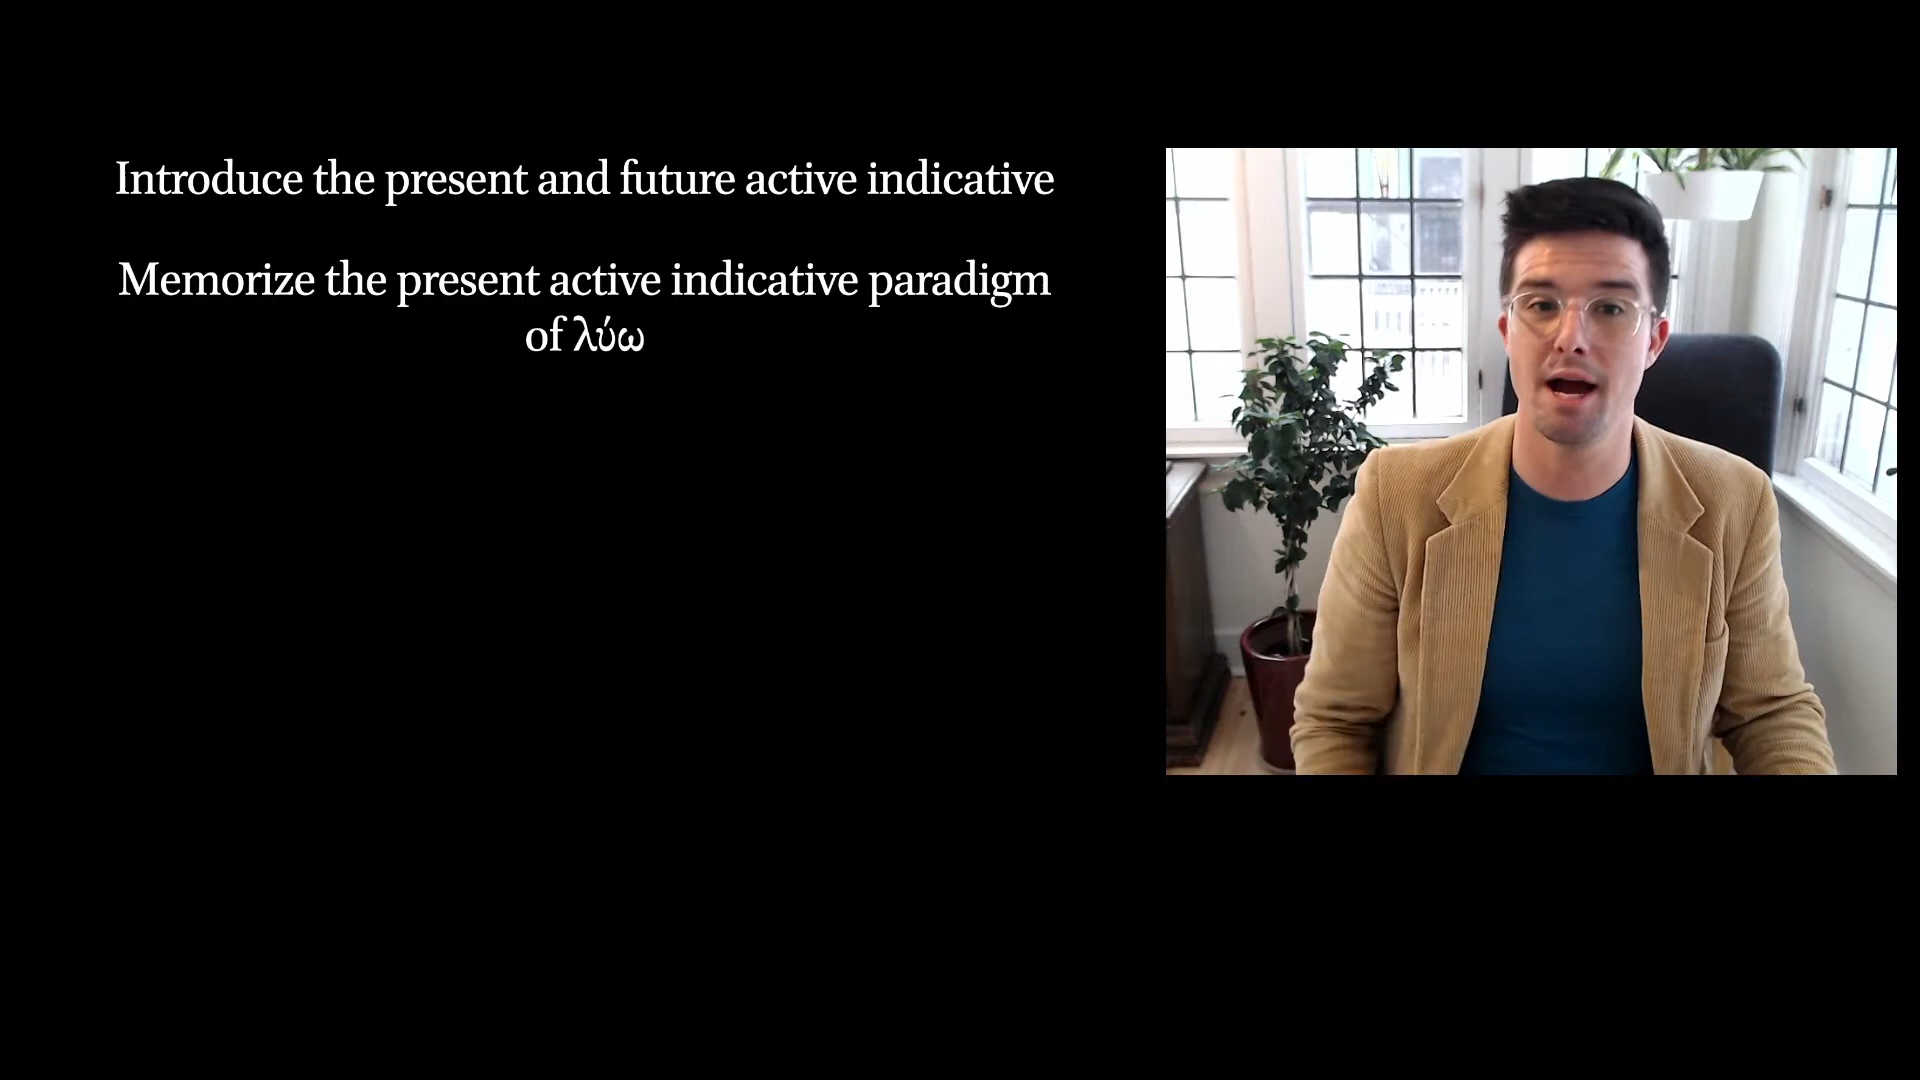 Introduce the present and future active indicative
Memorize the present active indicative paradigm
of λύω